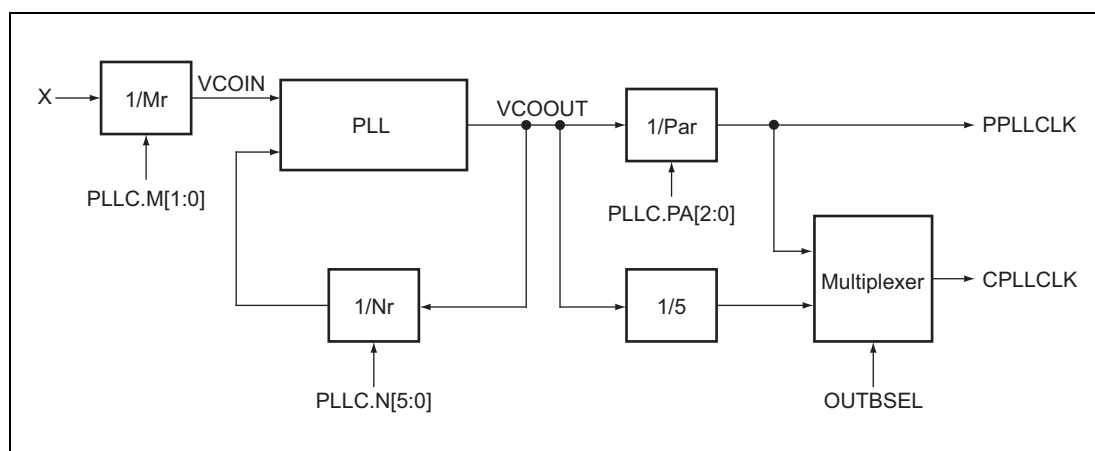 X
1/Mr
VCOIN
PLL
VCOOUT
1/Par
PPLLCLK
PLLC.M[1:0]
PLLC.PA[2:0]
1/Nr
1/5
Multiplexer
CPLLCLK
PLLC.N[5:0]
OUTBSEL